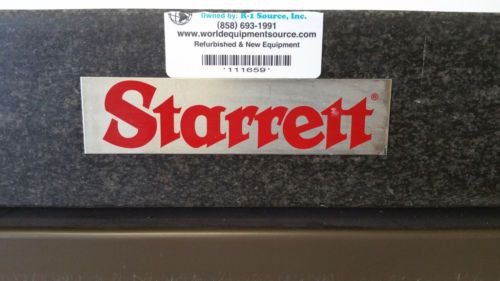 Owned by: R-1 Source, Inc.
(858) 693-1991
www.worldequipmentsource.com
Refurbished & New Equipment
*111659*
Starrett®